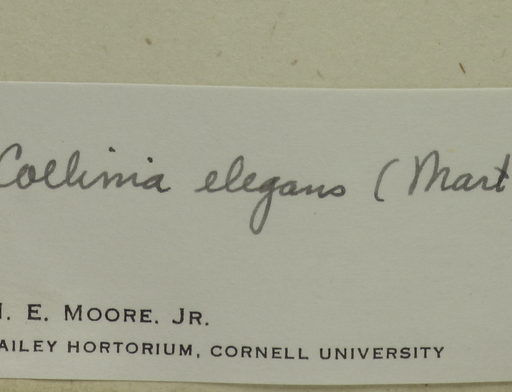 Collinia elegans (Mart
H. E. MOORE. JR.
AILEY HORTORIUM, CORNELL UNIVERSITY